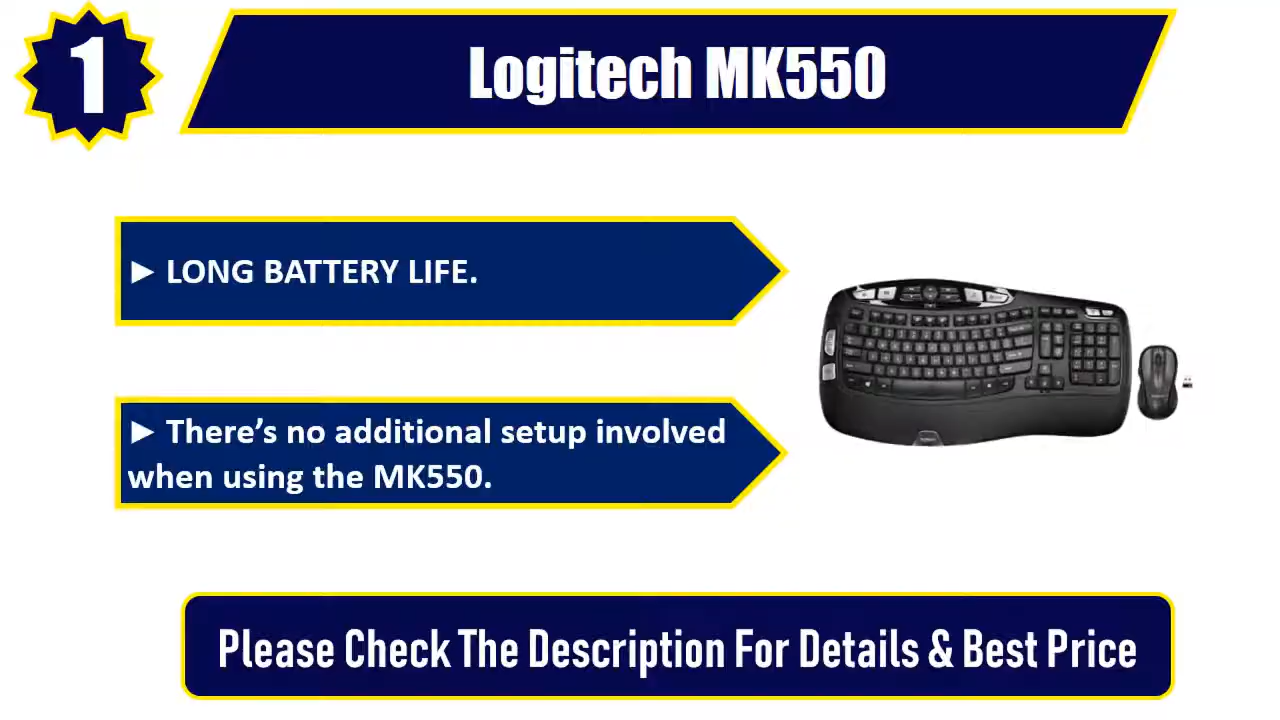 1
Logitech MK550
► LONG BATTERY LIFE.
► There’s no additional setup involved
when using the MK550.
Please Check The Description For Details & Best Price